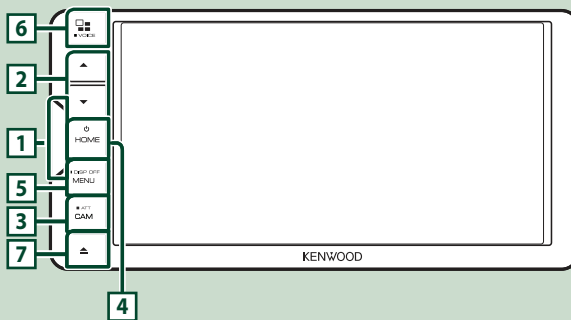 6
■ VOICE
2
1
HOME
■ DISP OFF
5
MENU
● ATT
3
CAM
7
KENWOOD
4